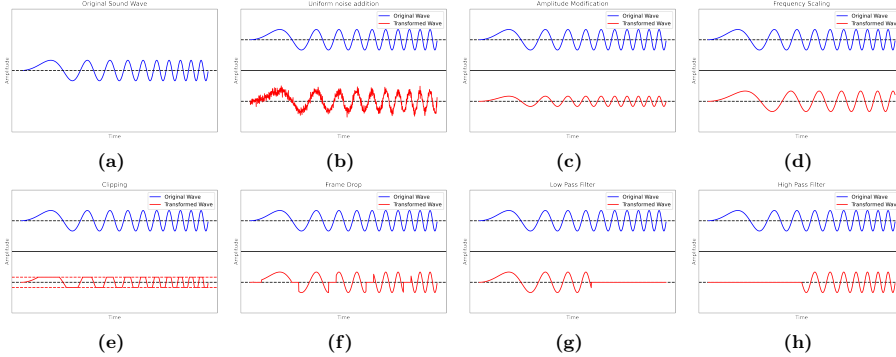 Original Sound Wave
Amplitude
Time
(a)
Uniform noise addition
Original Wave
Transformed Wave
Amplitude
Time
(b)
Amplitude Modification
Original Wave
Transformed Wave
Amplitude
Time
(c)
Frequency Scaling
Original Wave
Transformed Wave
Amplitude
Time
(d)
Clipping
Original Wave
Transformed Wave
Amplitude
Time
(e)
Frame Drop
Original Wave
Transformed Wave
Amplitude
Time
(f)
Low Pass Filter
Original Wave
Transformed Wave
Amplitude
Time
(g)
High Pass Filter
Original Wave
Transformed Wave
Amplitude
Time
(h)